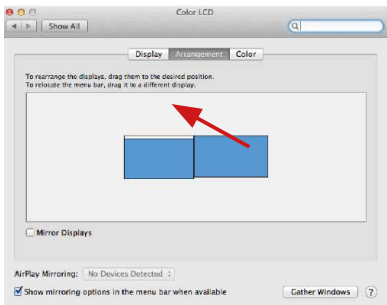 Color LCD
Show All
Display Arrangement Color
To rearrange the displays, drag them to the desired position.
To relocate the menu bar, drag it to a different display.
Mirror Displays
AirPlay Mirroring: No Devices Detected
Show mirroring options in the menu bar when available
Gather Windows ?